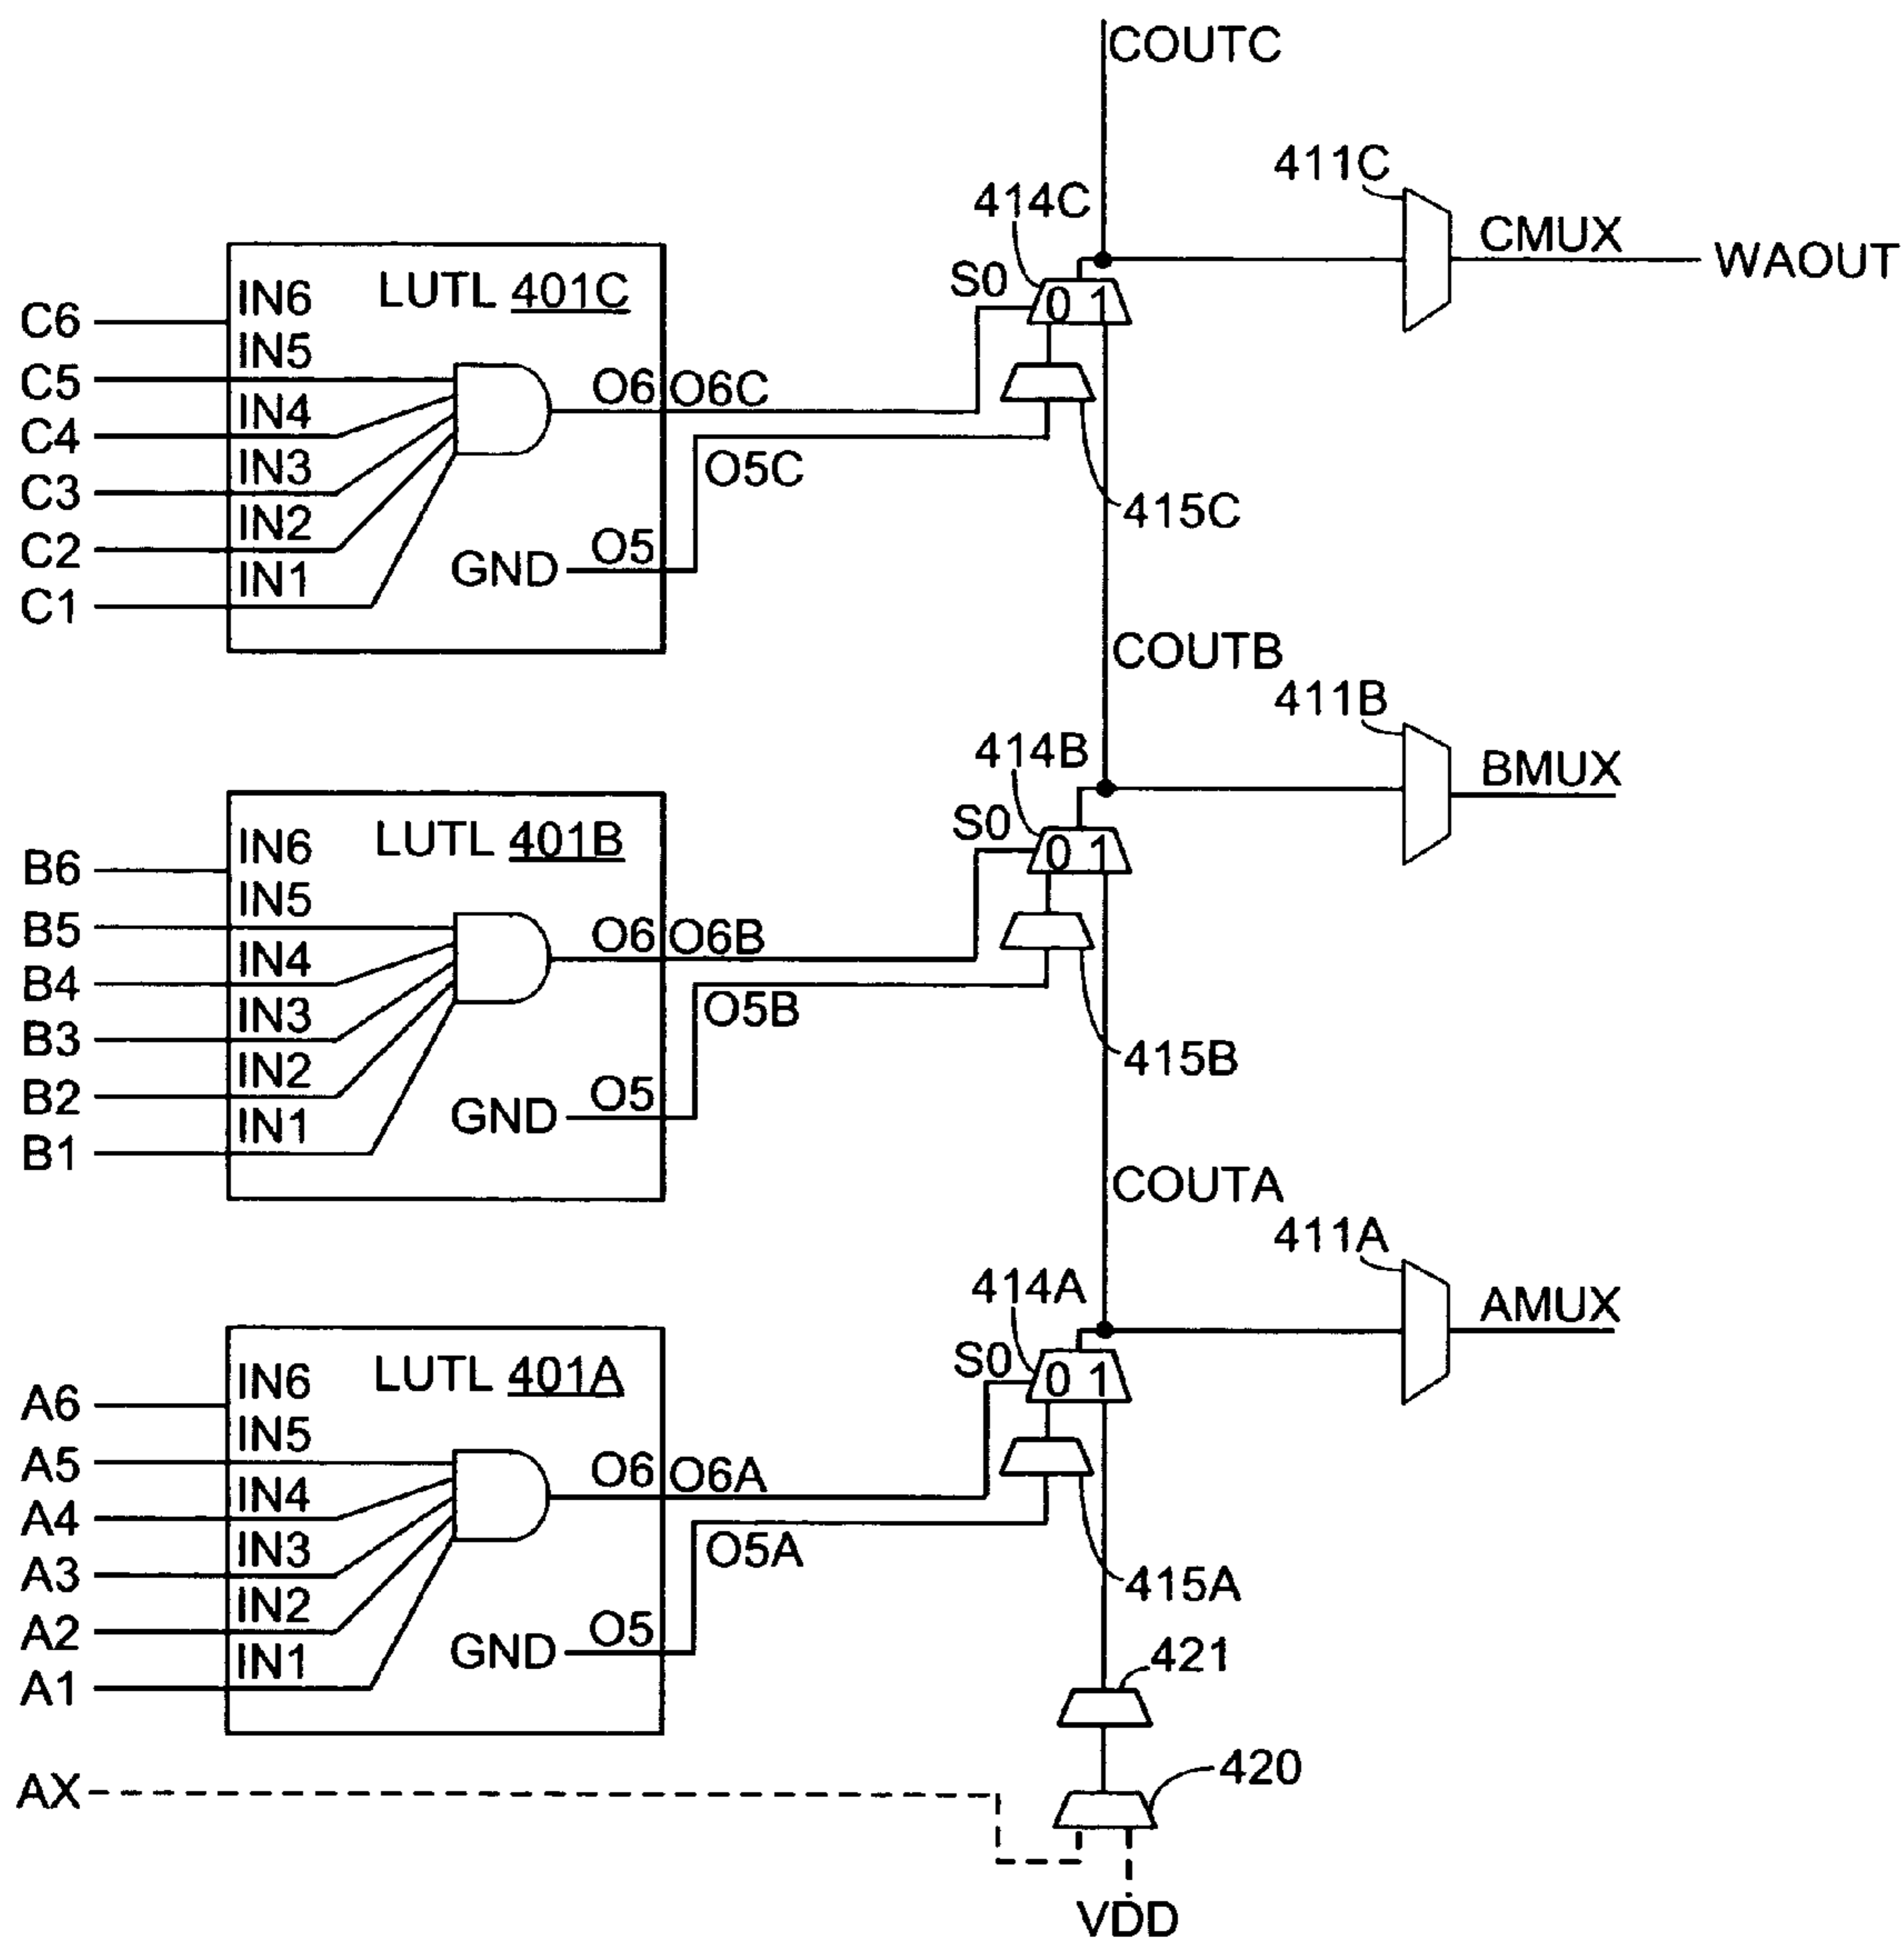 COUTC
411C
414C
CMUX
WAOUT
S0
0 1
LUTL 401C
C6 IN6
C5 IN5
C4 IN4
C3 IN3
C2 IN2
C1 IN1
O6 O6C
O5C
GND O5
415C
COUTB
411B
414B
BMUX
S0
0 1
LUTL 401B
B6 IN6
B5 IN5
B4 IN4
B3 IN3
B2 IN2
B1 IN1
O6 O6B
O5B
GND O5
415B
COUTA
411A
414A
AMUX
S0
0 1
LUTL 401A
A6 IN6
A5 IN5
A4 IN4
A3 IN3
A2 IN2
A1 IN1
O6 O6A
O5A
GND O5
415A
421
420
AX
VDD